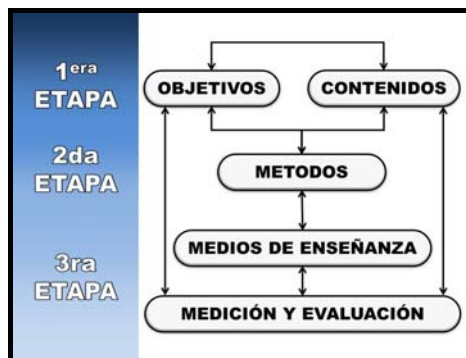 1era
ETAPA
OBJETIVOS
CONTENIDOS
2da
ETAPA
METODOS
MEDIOS DE ENSEÑANZA
3ra
ETAPA
MEDICIÓN Y EVALUACIÓN